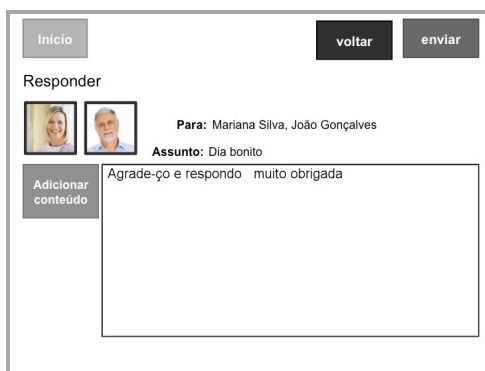 Início
voltar
enviar
Responder
Para: Mariana Silva, João Gonçalves
Assunto: Dia bonito
Adicionar
conteúdo
Agrade-ço e respondo   muito obrigada